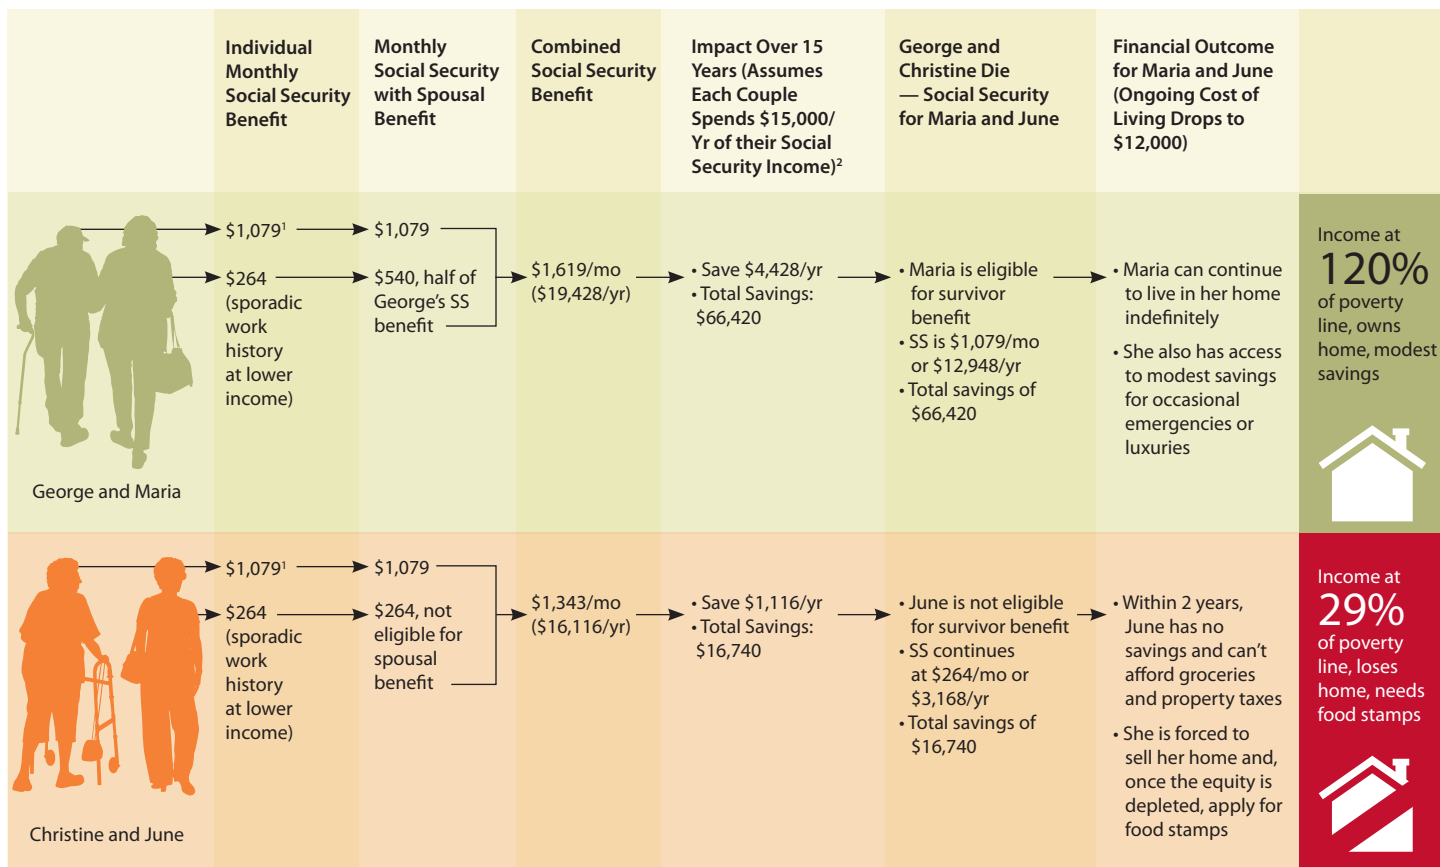 Individual
Monthly
Social Security
Benefit
Monthly
Social Security
with Spousal
Benefit
Combined
Social Security
Benefit
Impact Over 15
Years (Assumes
Each Couple
Spends $15,000/
Yr of their Social
Security Income)²
George and
Christine Die
— Social Security
for Maria and June
Financial Outcome
for Maria and June
(Ongoing Cost of
Living Drops to
$12,000)
George and Maria
$1,079¹
$264
(sporadic
work
history
at lower
income)
$1,079
$540, half of
George’s SS
benefit
$1,619/mo
($19,428/yr)
• Save $4,428/yr
• Total Savings:
$66,420
• Maria is eligible
for survivor
benefit
• SS is $1,079/mo
or $12,948/yr
• Total savings of
$66,420
• Maria can continue
to live in her home
indefinitely
• She also has access
to modest savings
for occasional
emergencies or
luxuries
Income at
120%
of poverty
line, owns
home, modest
savings
Christine and June
$1,079¹
$264
(sporadic
work
history
at lower
income)
$1,079
$264, not
eligible for
spousal
benefit
$1,343/mo
($16,116/yr)
• Save $1,116/yr
• Total Savings:
$16,740
• June is not eligible
for survivor benefit
• SS continues
at $264/mo or
$3,168/yr
• Total savings of
$16,740
• Within 2 years,
June has no
savings and can’t
afford groceries
and property taxes
• She is forced to
sell her home and,
once the equity is
depleted, apply for
food stamps
Income at
29%
of poverty
line, loses
home, needs
food stamps